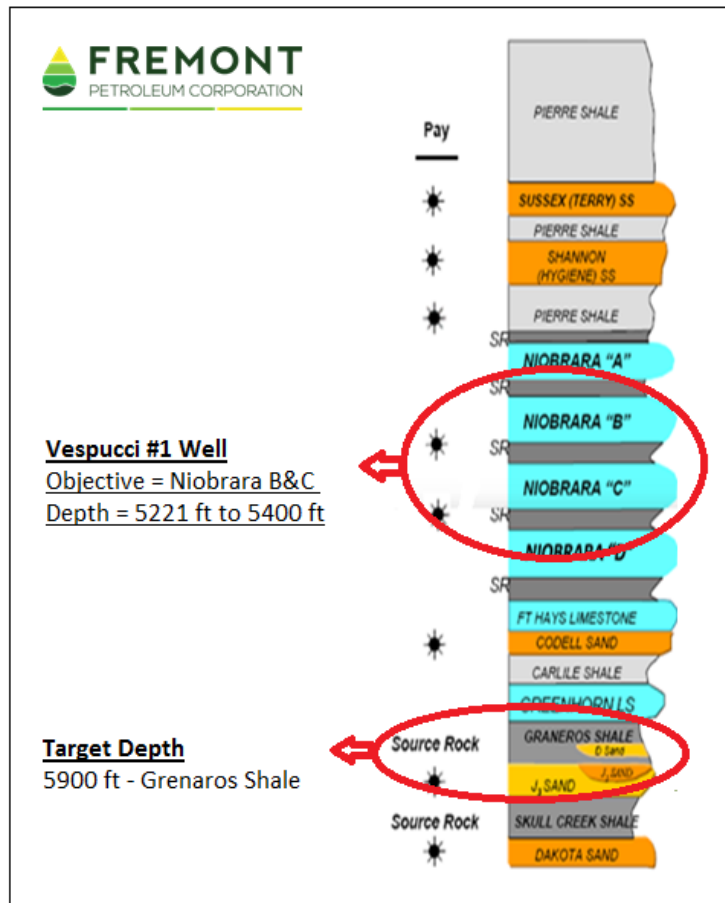 FREMONT
PETROLEUM CORPORATION
Pay
PIERRE SHALE
SUSSEX (TERRY) SS
PIERRE SHALE
SHANNON
(HYGIENE) SS
PIERRE SHALE
SR
NIOBRARA "A"
SR
NIOBRARA "B"
SR
Vespucci #1 Well
Objective = Niobrara B&C
Depth = 5221 ft to 5400 ft
NIOBRARA "C"
SR
NIOBRARA "D"
SR
FT HAYS LIMESTONE
CODELL SAND
CARLILE SHALE
GREENHORN LS
GRANEROS SHALE
D Sand
Source Rock
Target Depth
5900 ft - Grenaros Shale
J SAND
J SAND
Source Rock
SKULL CREEK SHALE
DAKOTA SAND